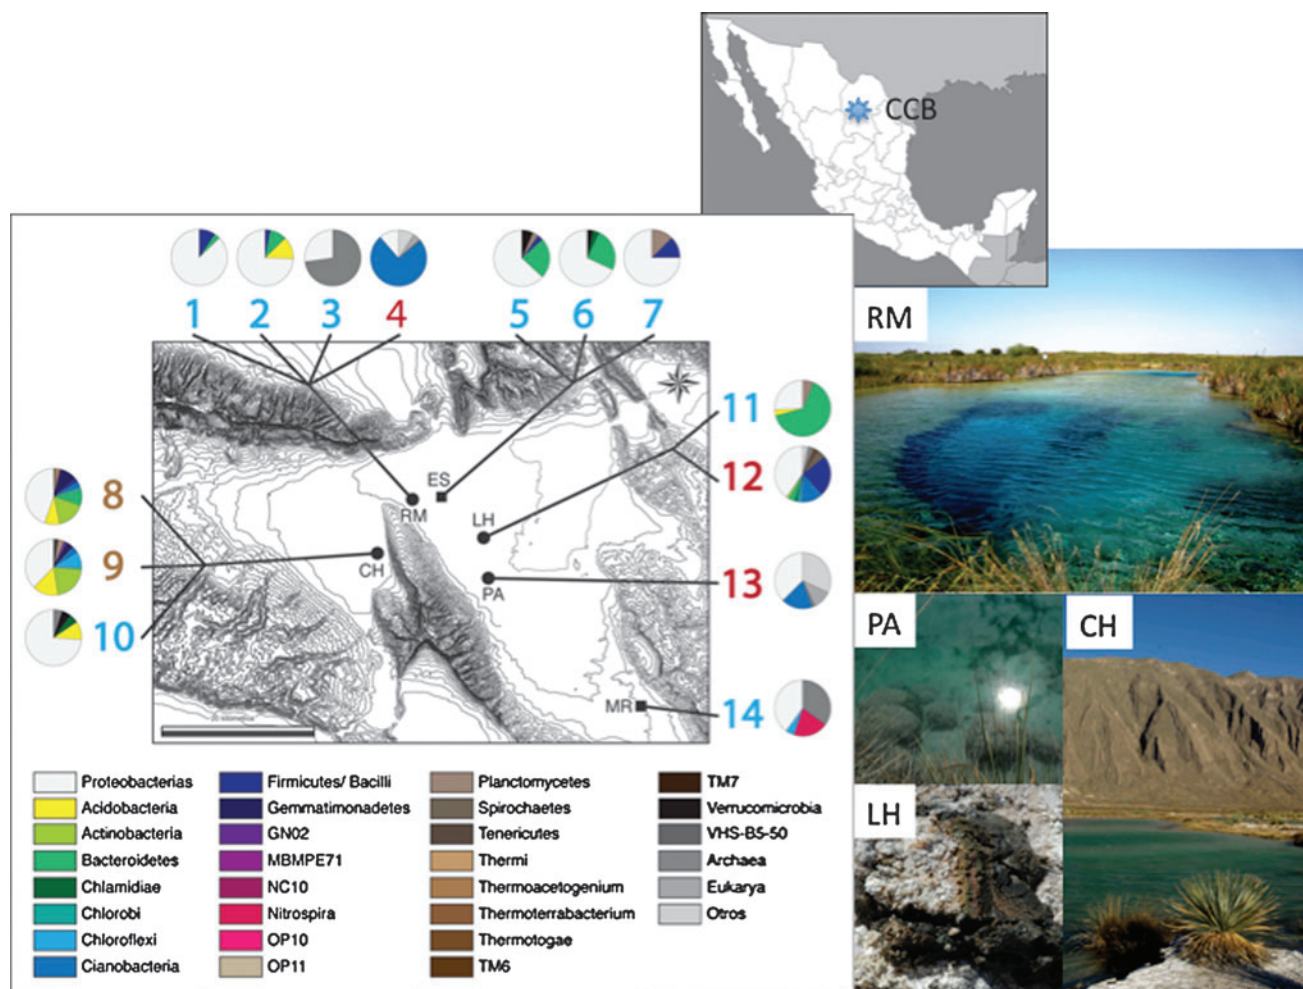 CCB
RM
1 2 3 4 5 6 7
11
ES
12
8
RM
LH
9
CH
13
PA
10
PA
CH
MR
14
LH
Proteobacterias
Acidobacteria
Actinobacteria
Bacteroidetes
Chlamidiae
Chlorobi
Chloroflexi
Cianobacteria
Firmicutes/ Bacilli
Gemmatimonadetes
GN02
MBMPE71
NC10
Nitrospira
OP10
OP11
Planctomycetes
Spirochaetes
Tenericutes
Thermi
Thermoacetogenium
Thermoterrabacterium
Thermotogae
TM6
TM7
Verrucomicrobia
VHS-B5-50
Archaea
Eukarya
Otros